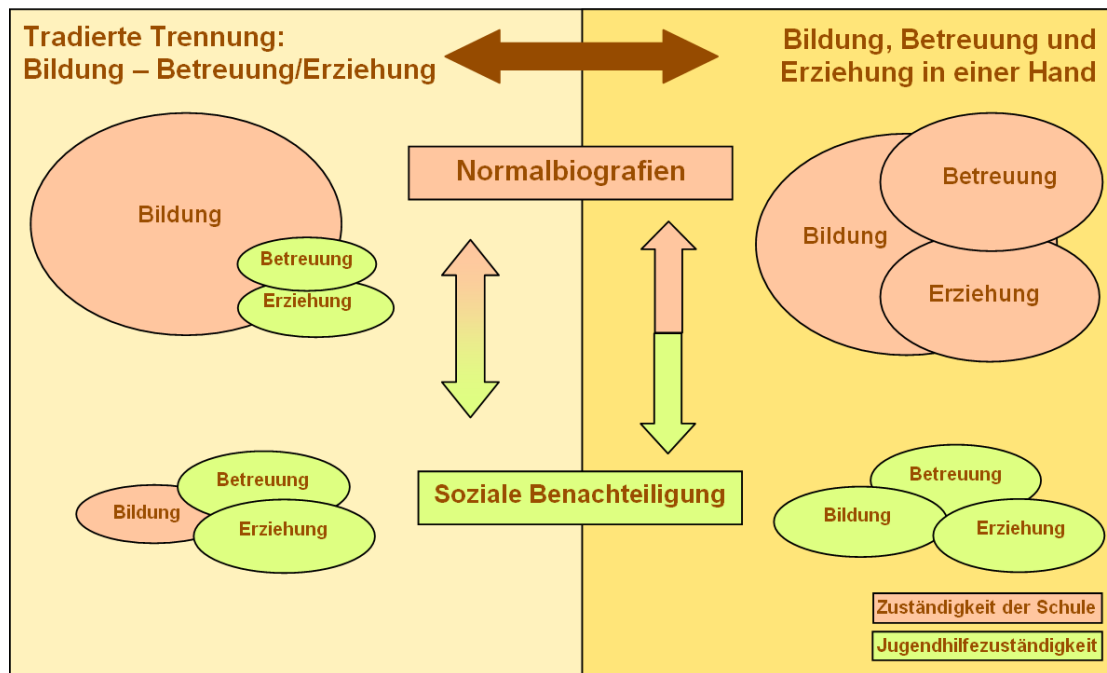 Tradierte Trennung:
Bildung – Betreuung/Erziehung
Bildung, Betreuung und
Erziehung in einer Hand
Normalbiografien
Bildung
Betreuung
Erziehung
Betreuung
Bildung
Erziehung
Soziale Benachteiligung
Betreuung
Bildung
Erziehung
Betreuung
Bildung
Erziehung
Zuständigkeit der Schule
Jugendhilfezuständigkeit